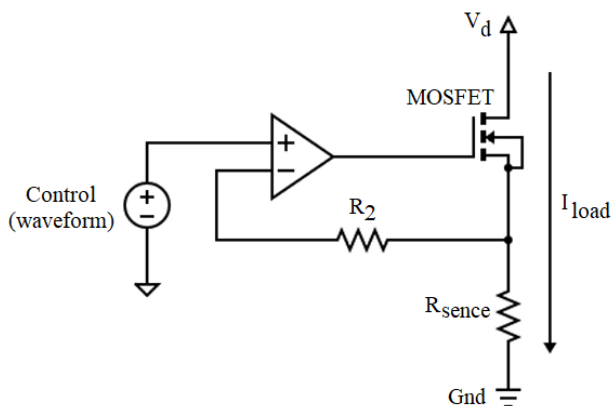 Vd
MOSFET
+
−
Control
(waveform)
+
−
R2
Iload
Rsence
Gnd